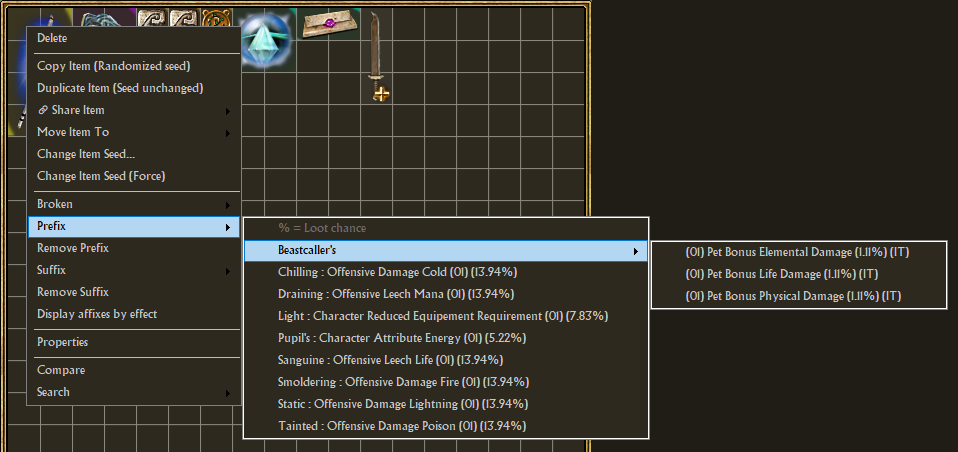 Delete
Copy Item (Randomized seed)
Duplicate Item (Seed unchanged)
Share Item
Move Item To
Change Item Seed...
Change Item Seed (Force)
Broken
Prefix
Remove Prefix
Suffix
Remove Suffix
Display affixes by effect
Properties
Compare
Search
% = Loot chance
Beastcaller's
Chilling : Offensive Damage Cold (01) (13.94%)
Draining : Offensive Leech Mana (01) (13.94%)
Light : Character Reduced Equipement Requirement (01) (7.83%)
Pupil's : Character Attribute Energy (01) (5.22%)
Sanguine : Offensive Leech Life (01) (13.94%)
Smoldering : Offensive Damage Fire (01) (13.94%)
Static : Offensive Damage Lightning (01) (13.94%)
Tainted : Offensive Damage Poison (01) (13.94%)
(01) Pet Bonus Elemental Damage (1.11%) (IT)
(01) Pet Bonus Life Damage (1.11%) (IT)
(01) Pet Bonus Physical Damage (1.11%) (IT)